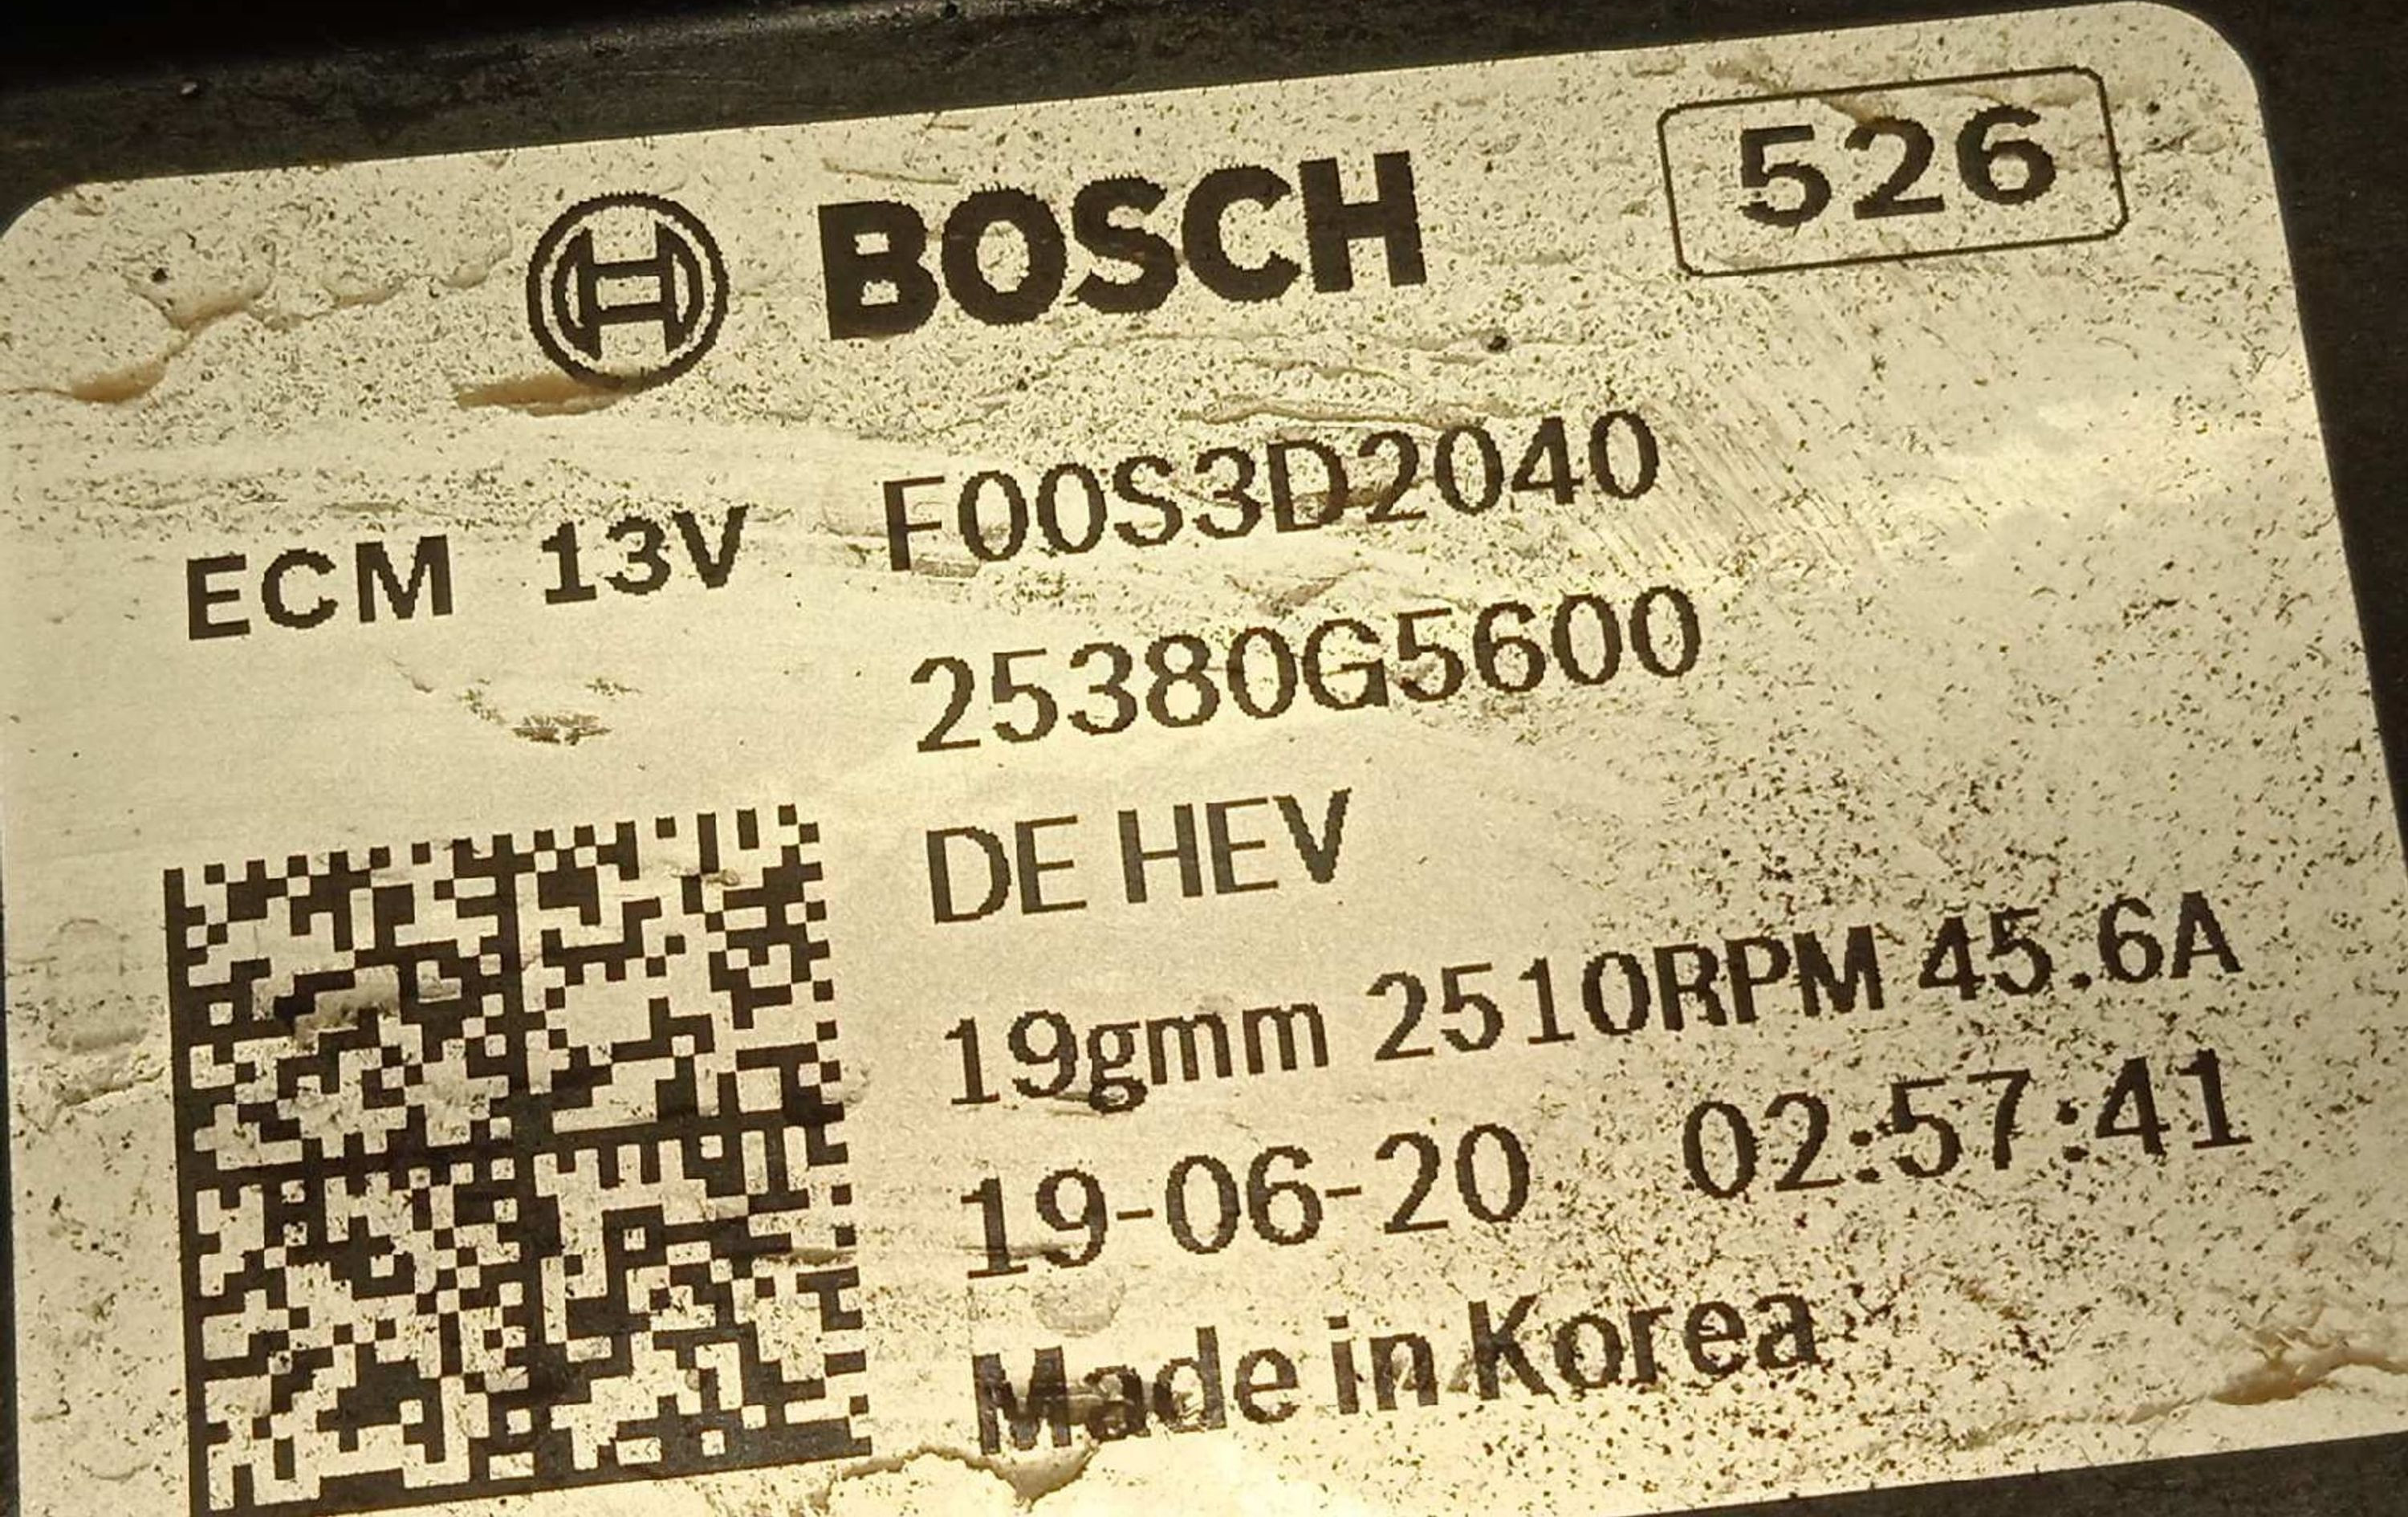 BOSCH 526
ECM 13V F00S3D2040
25380G5600
DE HEV
19gmm 2510RPM 45.6A
19-06-20 02:57:41
Made in Korea